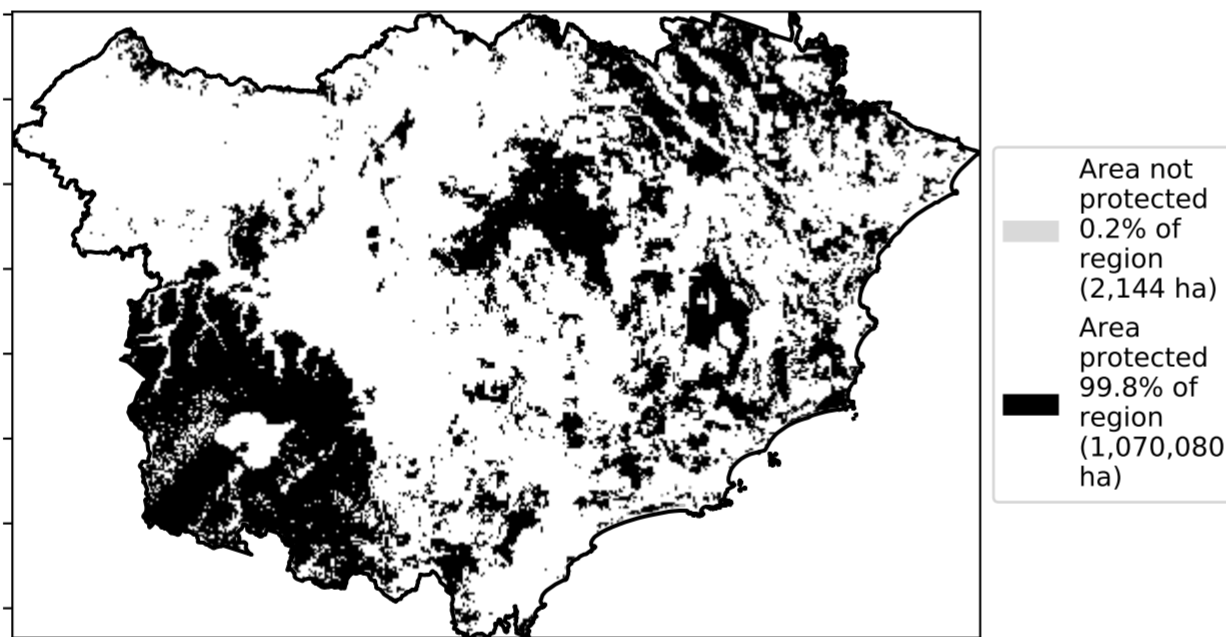 Area not
protected
0.2% of
region
(2,144 ha)
Area
protected
99.8% of
region
(1,070,080
ha)